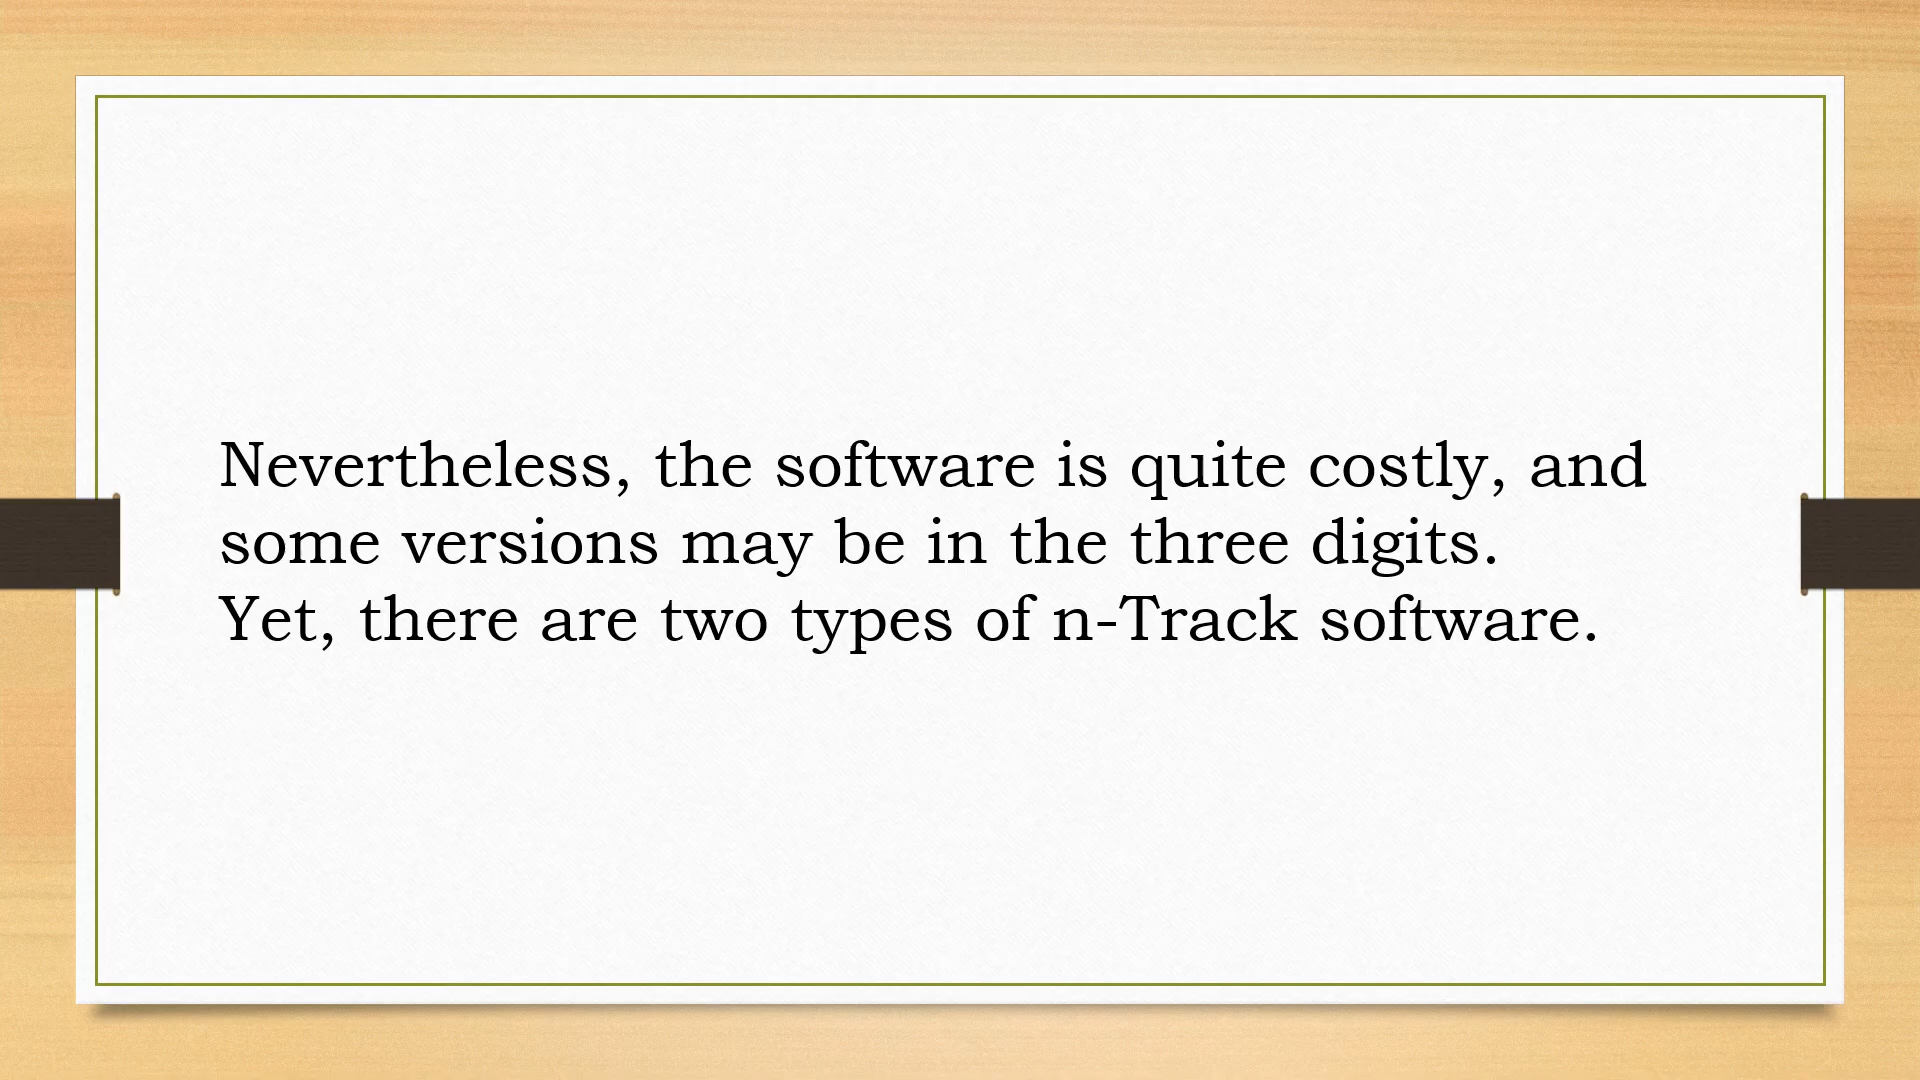 Nevertheless, the software is quite costly, and
some versions may be in the three digits.
Yet, there are two types of n-Track software.